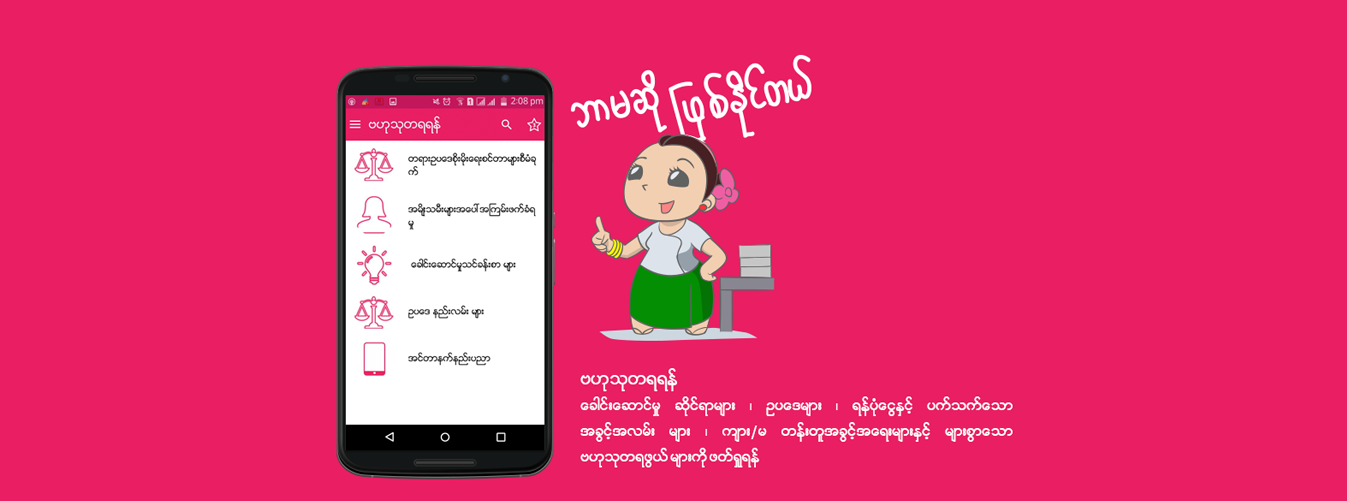 2:08 pm
ဗဟုသုတရရန်
တရားဥပဒေစိုးမိုးရေးစင်တာများစီမံခု
က်
အမျိုးသမီးများအပေါ် အကြမ်းဖက်ခံရ
မှု
ခေါင်းဆောင်မှုသင်ခန်းစာ များ
ဥပဒေ နည်းလမ်း များ
အင်တာနက်နည်းပညာ
ဘာမဆို ဖြစ်နိုင်တယ်
ဗဟုသုတရရန်
ခေါင်းဆောင်မှု ဆိုင်ရာများ ၊ ဥပဒေများ ၊ ရန်ပုံငွေနှင့် ပက်သက်သော
အခွင့်အလမ်း များ ၊ ကျား/မ တန်းတူအခွင့်အရေးများနှင့် များစွာသော
ဗဟုသုတရဖွယ် များကို ဖတ်ရှုရန်